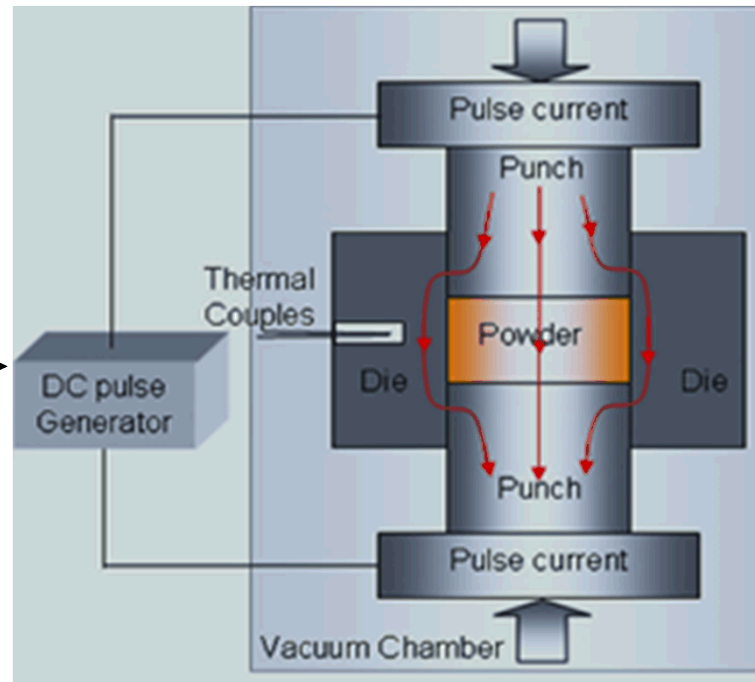 Pulse current
Punch
Thermal
Couples
Powder
Die
Die
DC pulse
Generator
Punch
Pulse current
Vacuum Chamber